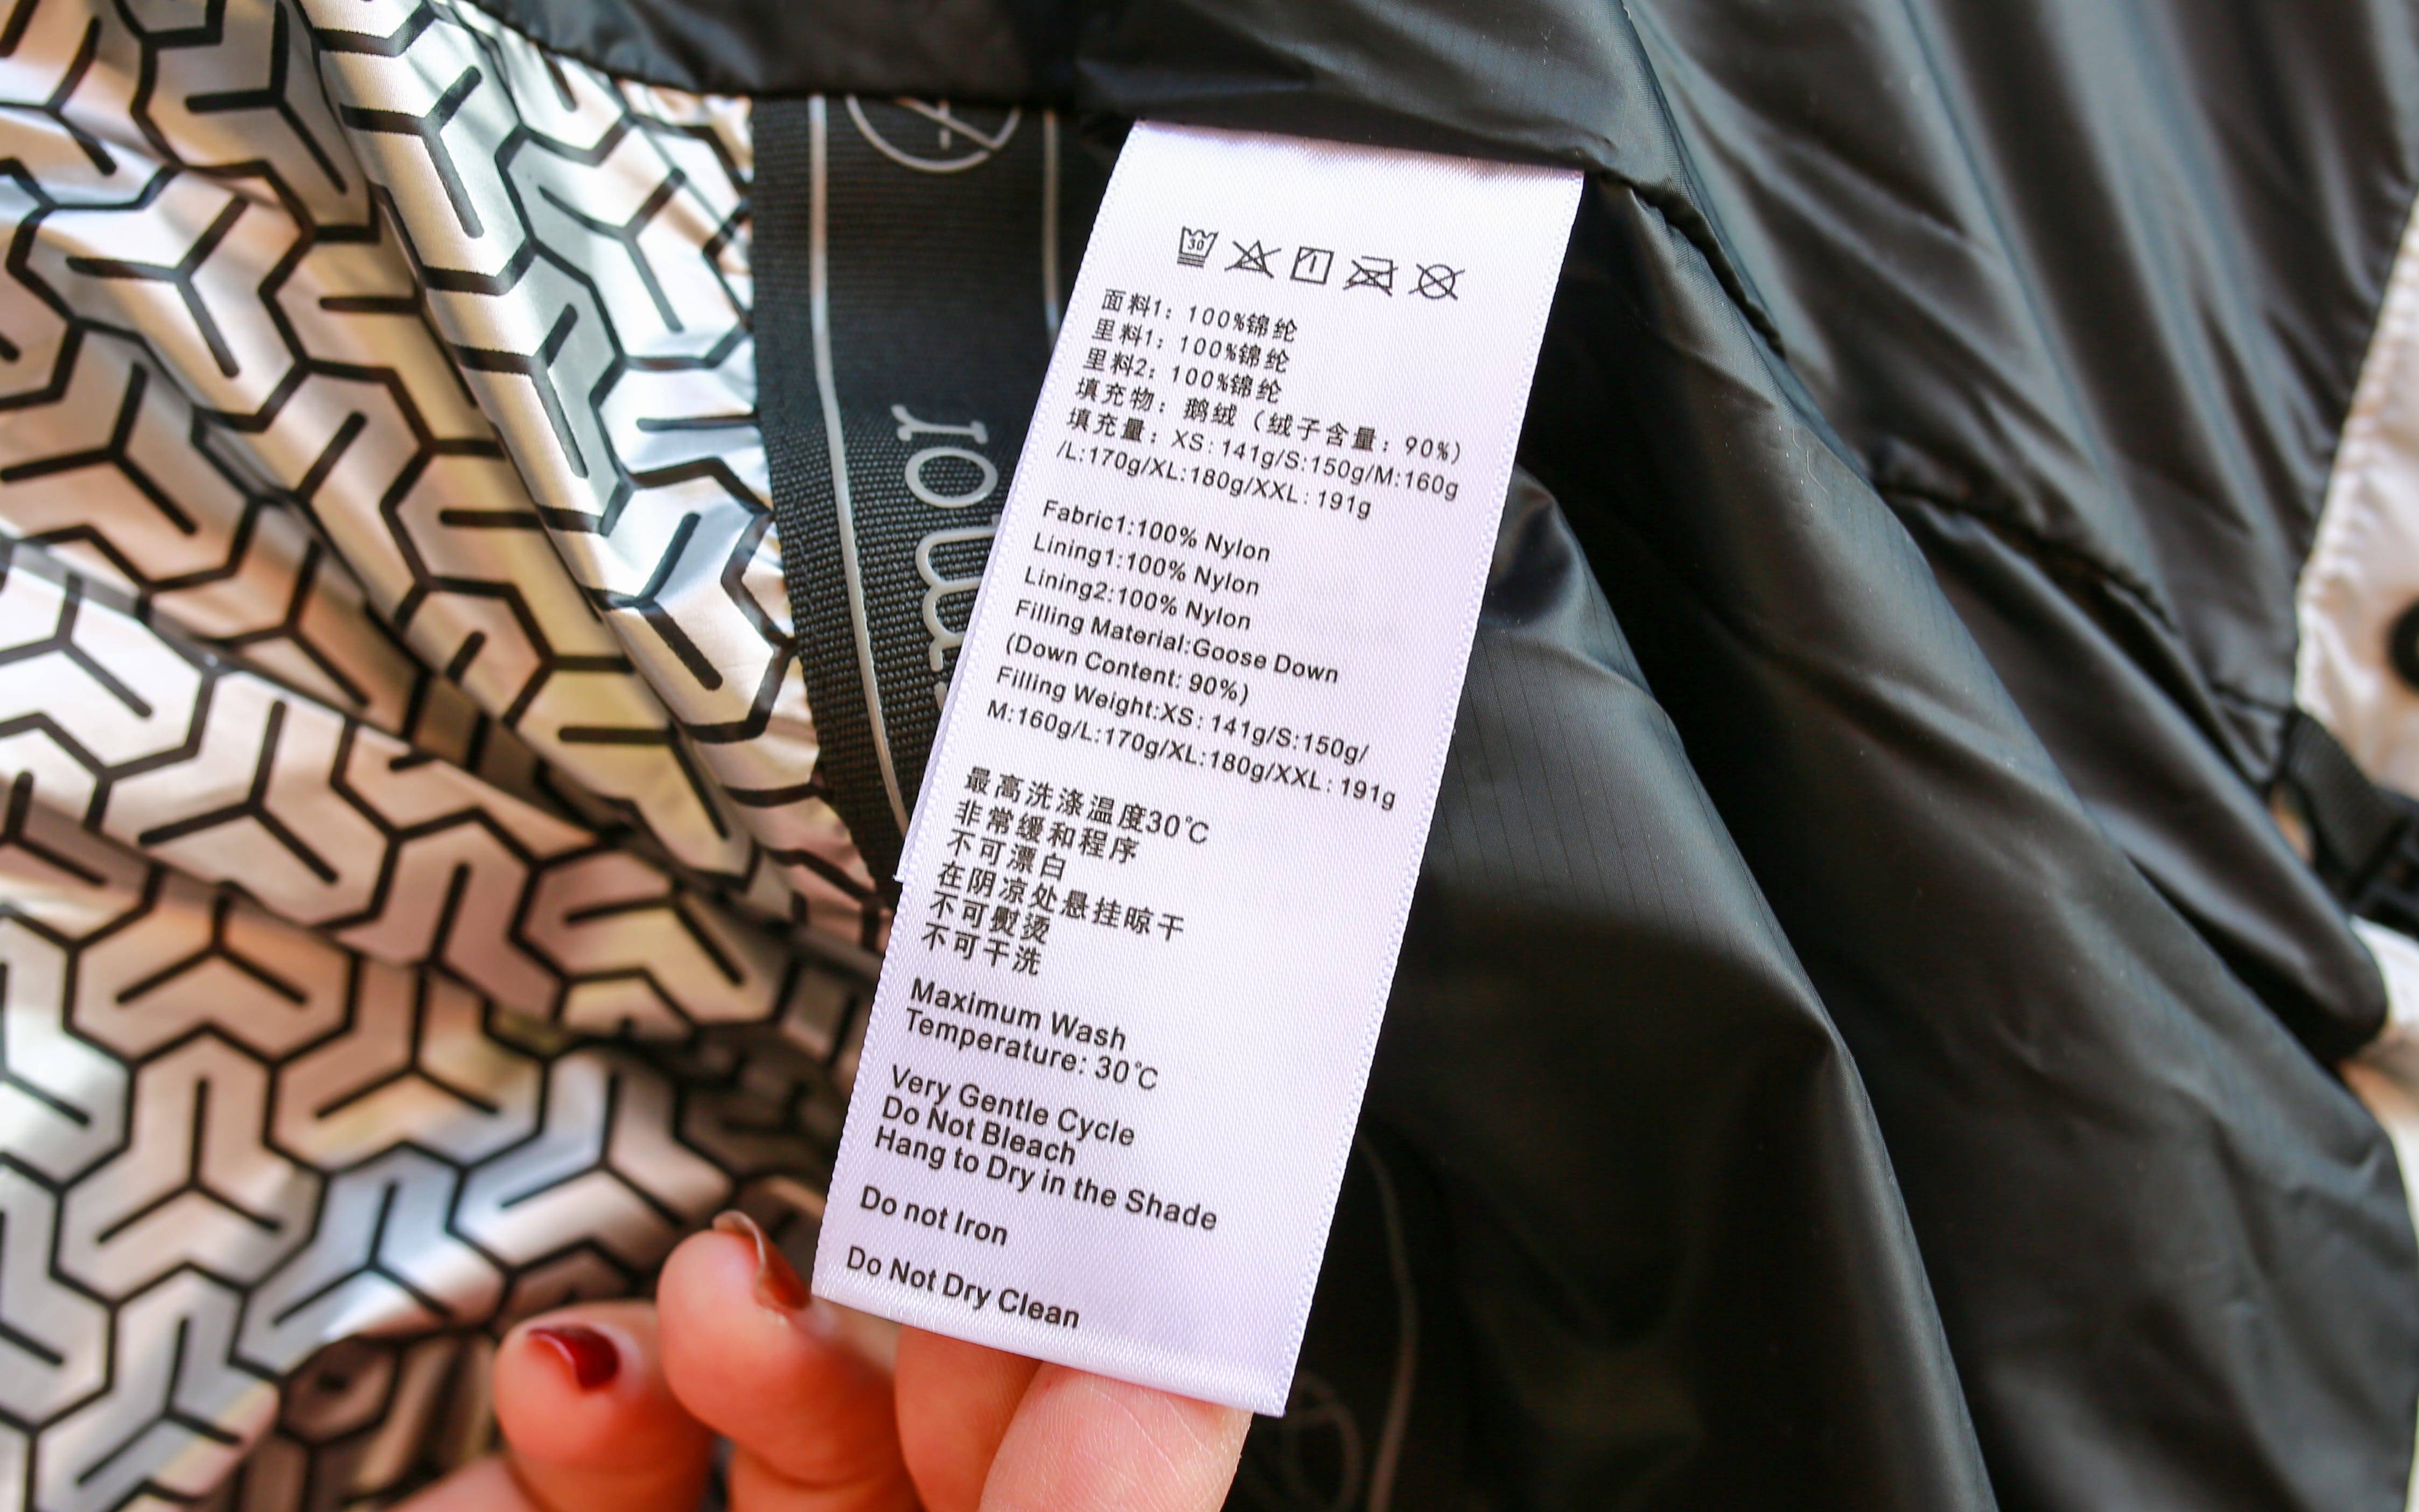 30
面料1: 100%锦纶
里料1: 100%锦纶
里料2: 100%锦纶
填充物: 鹅绒 (绒子含量: 90%)
填充量: XS:141g/S:150g/M:160g
/L:170g/XL:180g/XXL: 191g
Fabric1:100% Nylon
Lining1:100% Nylon
Lining2:100% Nylon
Filling Material:Goose Down
(Down Content: 90%)
Filling Weight:XS: 141g/S:150g/
M:160g/L:170g/XL:180g/XXL: 191g
最高洗涤温度30℃
非常缓和程序
不可漂白
在阴凉处悬挂晾干
不可熨烫
不可干洗
Maximum Wash
Temperature: 30℃
Very Gentle Cycle
Do Not Bleach
Hang to Dry in the Shade
Do not Iron
Do Not Dry Clean